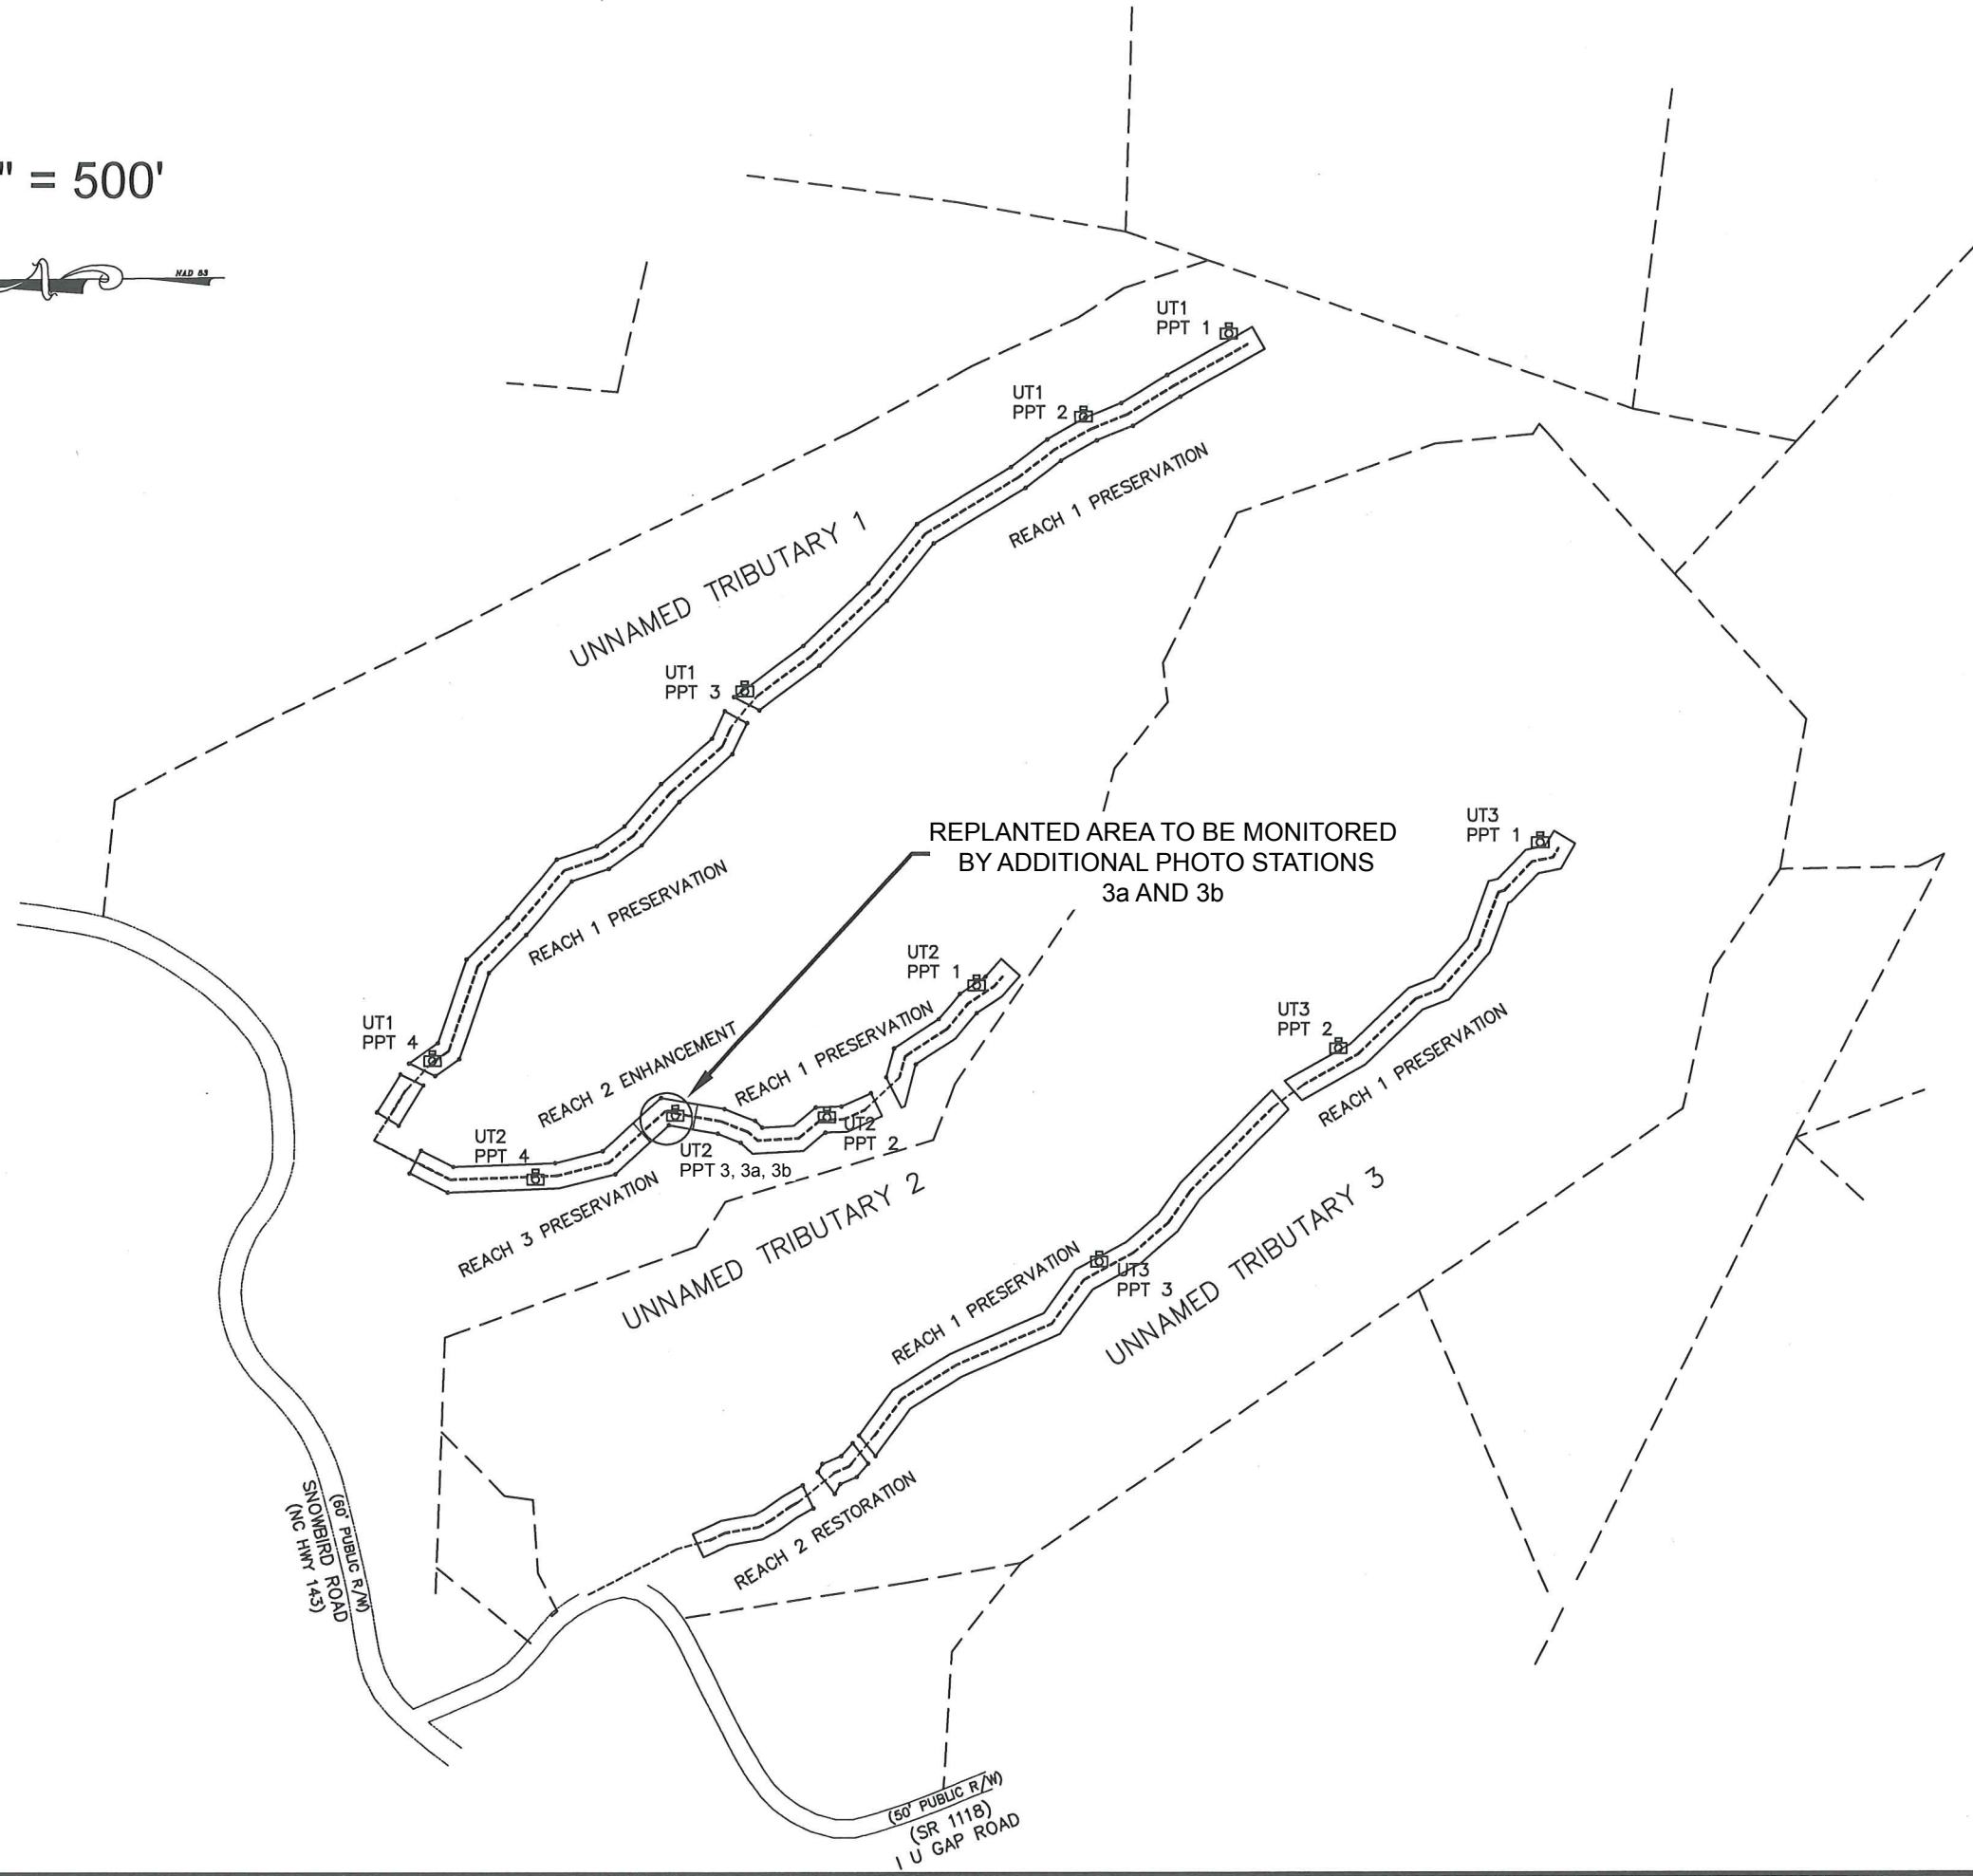 " = 500'
NAD 83
UT1
PPT 1
UT1
PPT 2
REACH 1 PRESERVATION
UNNAMED TRIBUTARY 1
UT1
PPT 3
REPLANTED AREA TO BE MONITORED
BY ADDITIONAL PHOTO STATIONS
3a AND 3b
UT3
PPT 1
REACH 1 PRESERVATION
UT2
PPT 1
UT3
PPT 2
UT1
PPT 4
REACH 2 ENHANCEMENT
REACH 1 PRESERVATION
REACH 1 PRESERVATION
UT2
PPT 2
UT2
PPT 4
UT2
PPT 3, 3a, 3b
REACH 3 PRESERVATION
UNNAMED TRIBUTARY 2
UNNAMED TRIBUTARY 3
REACH 1 PRESERVATION
UT3
PPT 3
REACH 2 RESTORATION
(60' PUBLIC R/W)
SNOWBIRD ROAD
(NC HWY 143)
(50' PUBLIC R/W)
(SR 1118)
I U GAP ROAD